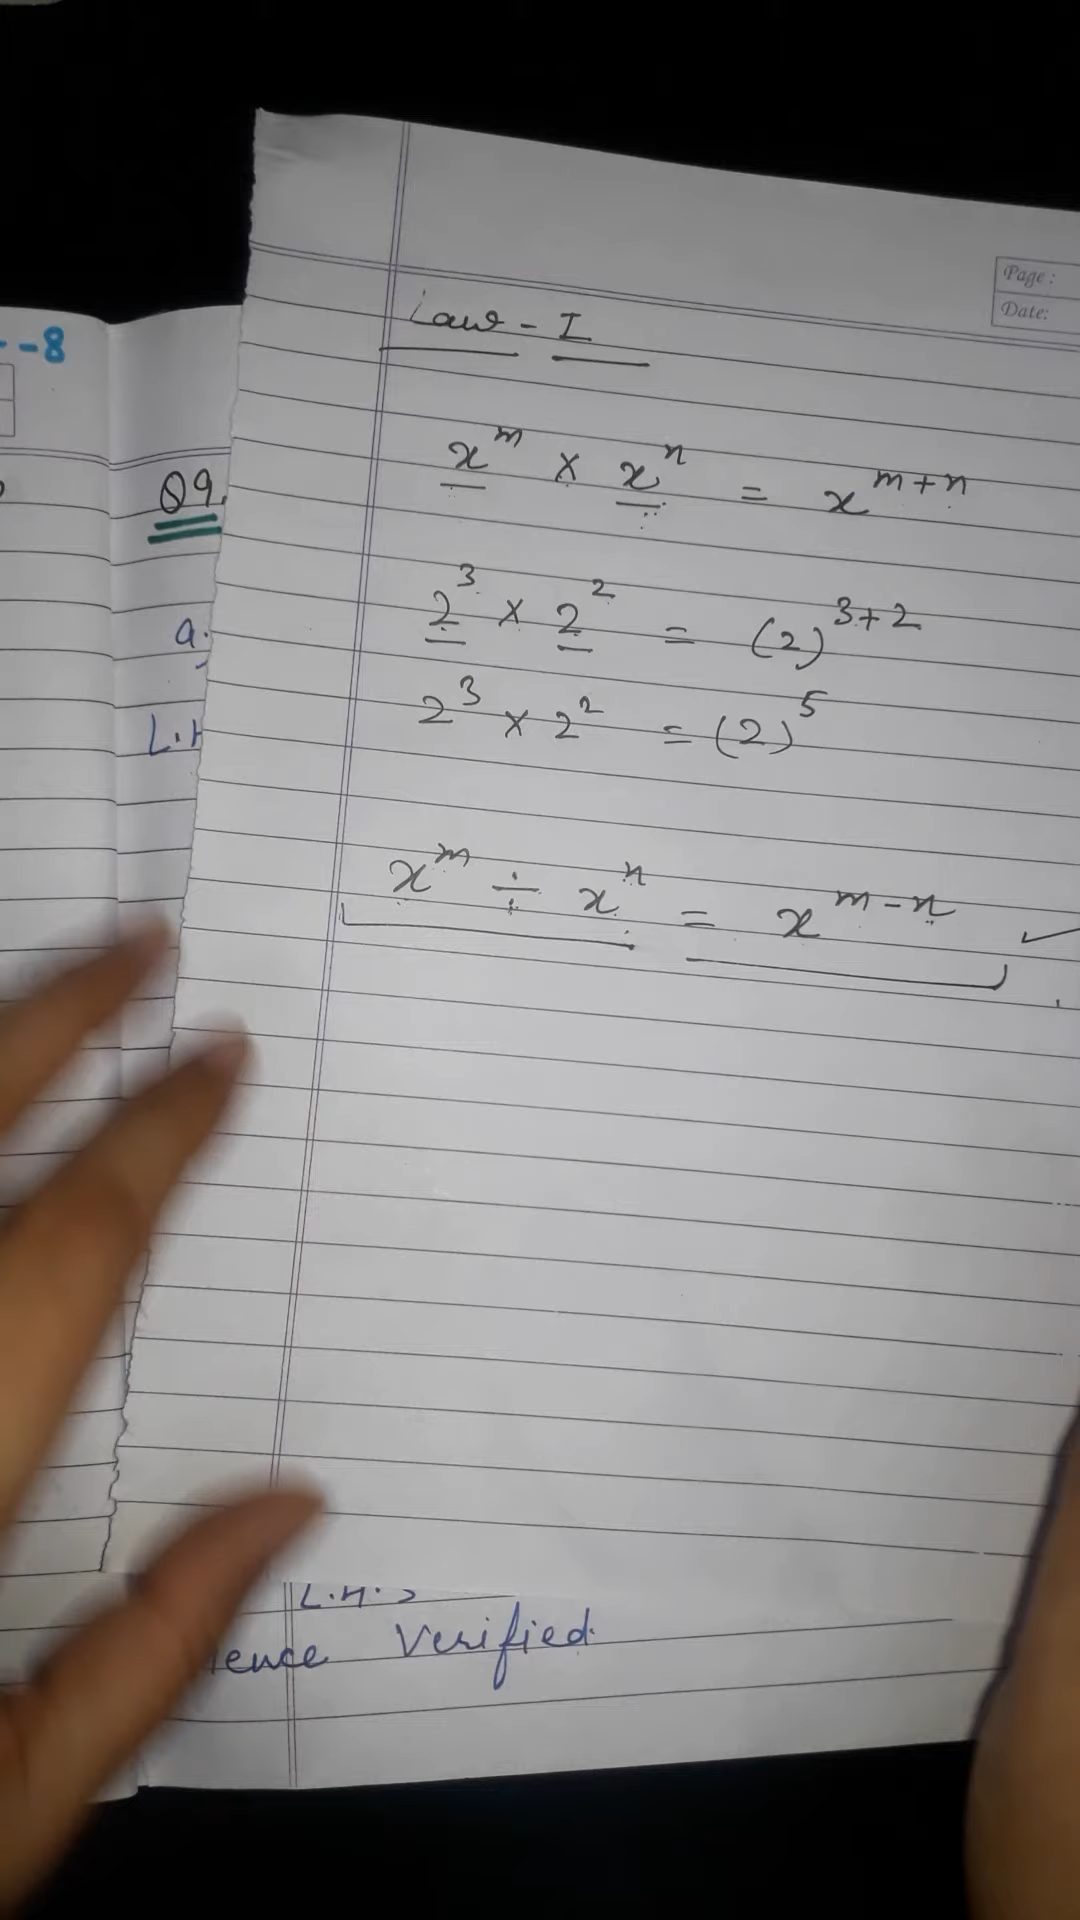 Page :
Date:
Law - I
x^m × x^n = x^(m+n)
2^3 × 2^2 = (2)^(3+2)
2^3 × 2^2 = (2)^5
x^m ÷ x^n = x^(m-n) ✓
-8
Q9.
a.
L.H
L.H.S
ence Verified.